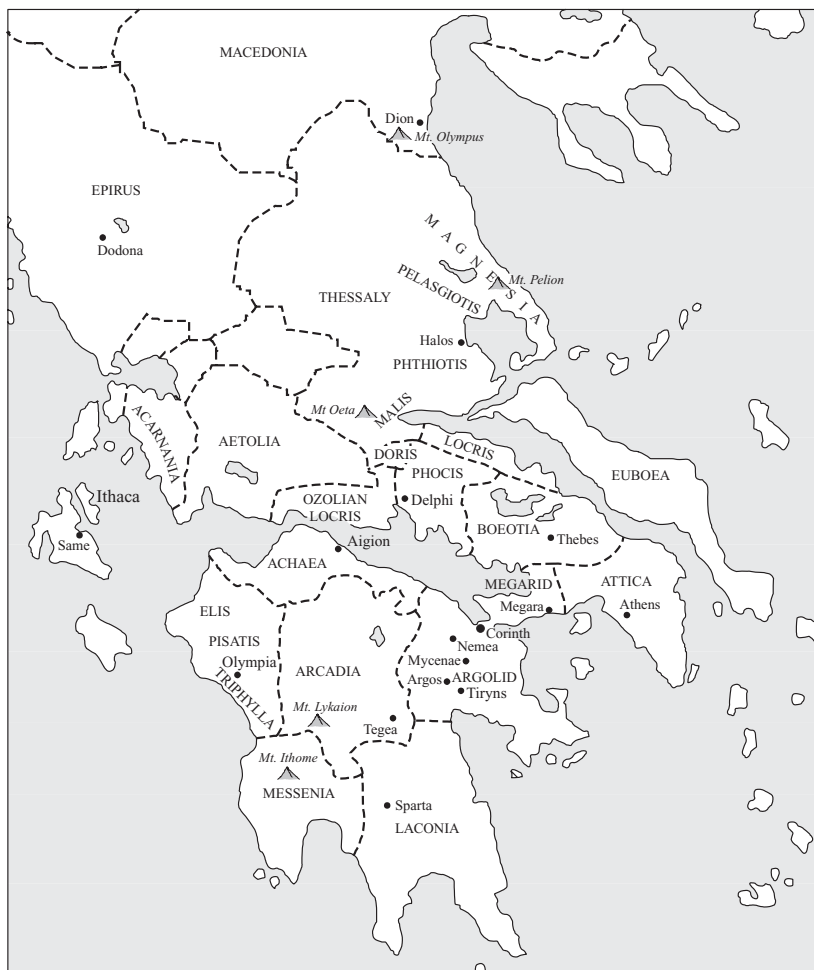 MACEDONIA
Dion
Mt. Olympus
EPIRUS
Dodona
MAGNESIA
PELASGIOTIS
Mt. Pelion
THESSALY
Halos
PHTHIOTIS
Mt Oeta
MALIS
ACARNANIA
AETOLIA
DORIS
LOCRIS
PHOCIS
EUBOEA
Ithaca
OZOLIAN
LOCRIS
Delphi
BOEOTIA
Thebes
Same
Aigion
ACHAEA
MEGARID
ATTICA
Megara
Athens
ELIS
Corinth
PISATIS
Nemea
Olympia
ARCADIA
Mycenae
Argos
ARGOLID
Tiryns
TRIPHYLLA
Mt. Lykaion
Tegea
Mt. Ithome
MESSENIA
Sparta
LACONIA